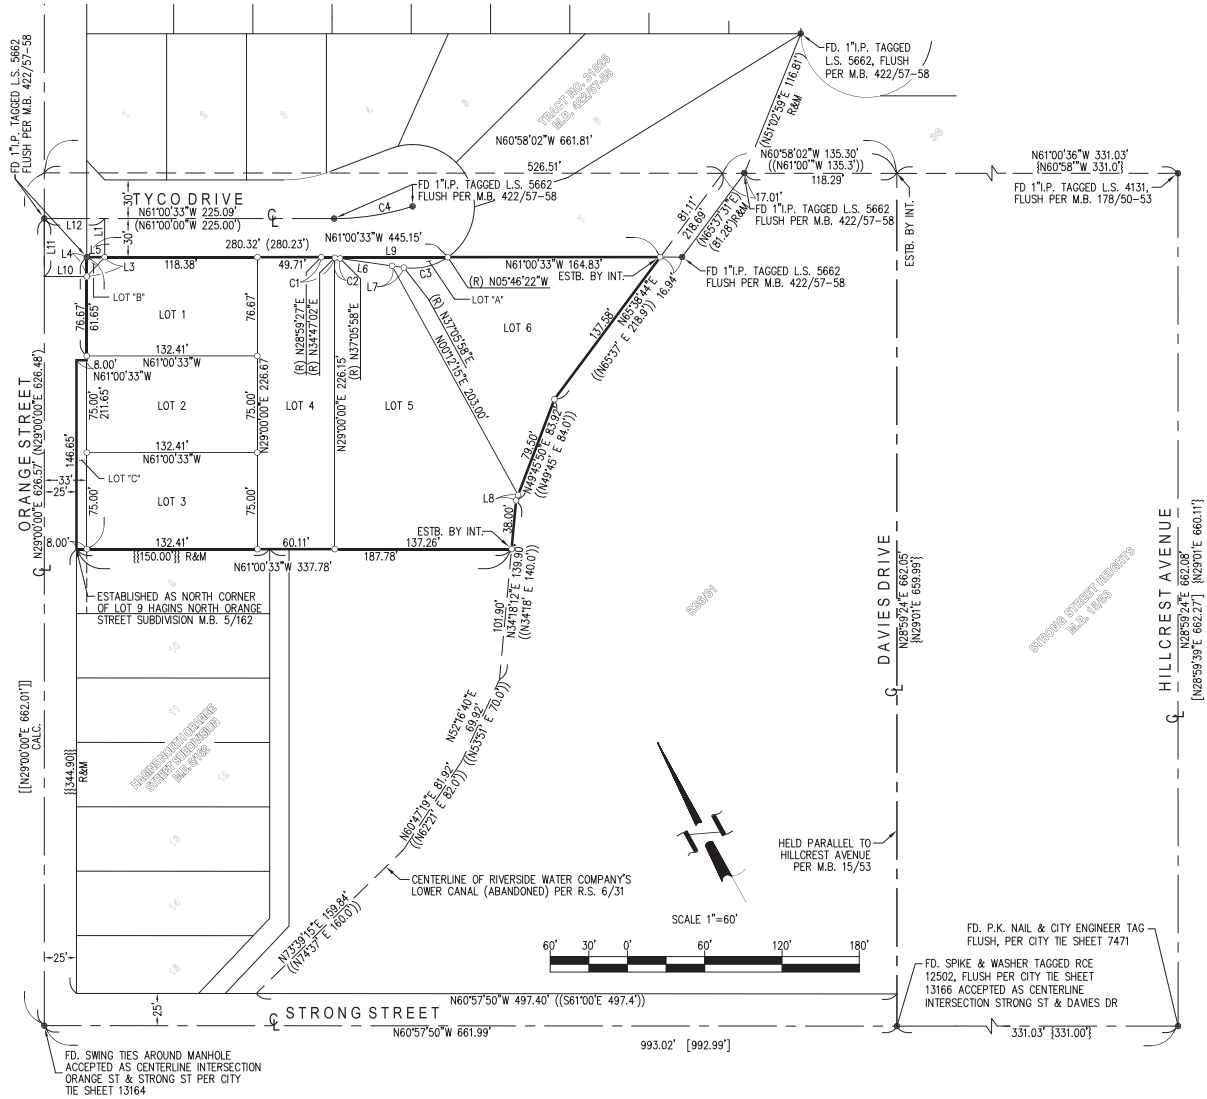 FD 1"I.P. TAGGED L.S. 5662
FLUSH PER M.B. 422/57-58
FD. 1"I.P. TAGGED
L.S. 5662, FLUSH
PER M.B. 422/57-58
(N51°02'59"E 116.81')
R&M
1
2
3
4
5
6
TRACT NO. 31805
M.B. 422/57-58
N60°58'02"W 661.81'
526.51'
N60°58'02"W 135.30'
((N61°00'"W 135.3'))
118.29'
36
N61°00'36"W 331.03'
{N60°58'"W 331.0'}
FD 1"I.P. TAGGED L.S. 4131,
FLUSH PER M.B. 178/50-53
TYCO DRIVE
30'
N61°00'33"W 225.09'
(N61°00'00"W 225.00')
30'
C4
FD 1"I.P. TAGGED L.S. 5662
FLUSH PER M.B. 422/57-58
7
81.11'
218.69'
(N65°37'31"E)
(81.28')R&M
17.01'
FD 1"I.P. TAGGED L.S. 5662
FLUSH PER M.B. 422/57-58
ESTB. BY INT.
L12
L11
L1
L4
L5
L10
L3
280.32' (280.23')
N61°00'33"W 445.15'
118.38'
49.71'
L9
N61°00'33"W 164.83'
ESTB. BY INT.
FD 1"I.P. TAGGED L.S. 5662
FLUSH PER M.B. 422/57-58
C1
C2
L6
L7
C3
(R) N05°46'22"W
LOT "A"
LOT "B"
LOT 1
76.67'
61.65'
76.67'
LOT 6
132.41'
N61°00'33"W
8.00'
N61°00'33"W
(R) N28°59'27"E
(R) N34°47'02"E
(R) N37°05'58"E
(R) N37°05'58"E
N00°12'15"E 203.00'
137.58'
N65°38'44"E
16.94'
((N65°37' E 218.9'))
ORANGE STREET
N29°00'00"E 626.57' (N29°00'00"E 626.48')
75.00'
211.65'
LOT 2
75.00'
N29°00'00"E 226.67
LOT 4
N29°00'00"E 226.15'
LOT 5
132.41'
N61°00'33"W
146.65'
33'
25'
LOT "C"
75.00'
LOT 3
75.00'
79.50'
N49°45'50"E 83.92'
((N49°45' E 84.0'))
L8
ESTB. BY INT.
38.00'
8.00'
132.41'
{{150.00'}} R&M
60.11'
137.26'
187.78'
N61°00'33"W 337.78'
ESTABLISHED AS NORTH CORNER
OF LOT 9 HAGINS NORTH ORANGE
STREET SUBDIVISION M.B. 5/162
9
10
11
12
13
14
15
HAGINS NORTH ORANGE
STREET SUBDIVISION
M.B. 5/162
101.90'
N34°18'12"E 139.90'
((N34°18' E 140.0'))
N52°16'40"E
69.92'
((N53°51' E 70.0'))
N60°47'19"E 81.92'
((N62°21' E 82.0'))
N73°39'15"E 159.84'
((N74°37' E 160.0'))
[[N29°00'00"E 662.01']]
CALC.
{{344.90}}
R&M
RS6/31
CENTERLINE OF RIVERSIDE WATER COMPANY'S
LOWER CANAL (ABANDONED) PER R.S. 6/31
DAVIES DRIVE
N28°59'24"E 662.05'
{N29°01'E 659.99'}
STRONG STREET HEIGHTS
M.B. 15/53
HILLCREST AVENUE
N28°59'24"E 662.08'
[N28°59'39"E 662.27'] {N29°01'E 660.11'}
HELD PARALLEL TO
HILLCREST AVENUE
PER M.B. 15/53
SCALE 1"=60'
60' 30' 0' 60' 120' 180'
FD. P.K. NAIL & CITY ENGINEER TAG
FLUSH, PER CITY TIE SHEET 7471
FD. SPIKE & WASHER TAGGED RCE
12502, FLUSH PER CITY TIE SHEET
13166 ACCEPTED AS CENTERLINE
INTERSECTION STRONG ST & DAVIES DR
25'
25'
N60°57'50"W 497.40' ((S61°00'E 497.4'))
STRONG STREET
N60°57'50"W 661.99'
993.02' [992.99']
331.03' {331.00'}
FD. SWING TIES AROUND MANHOLE
ACCEPTED AS CENTERLINE INTERSECTION
ORANGE ST & STRONG ST PER CITY
TIE SHEET 13164